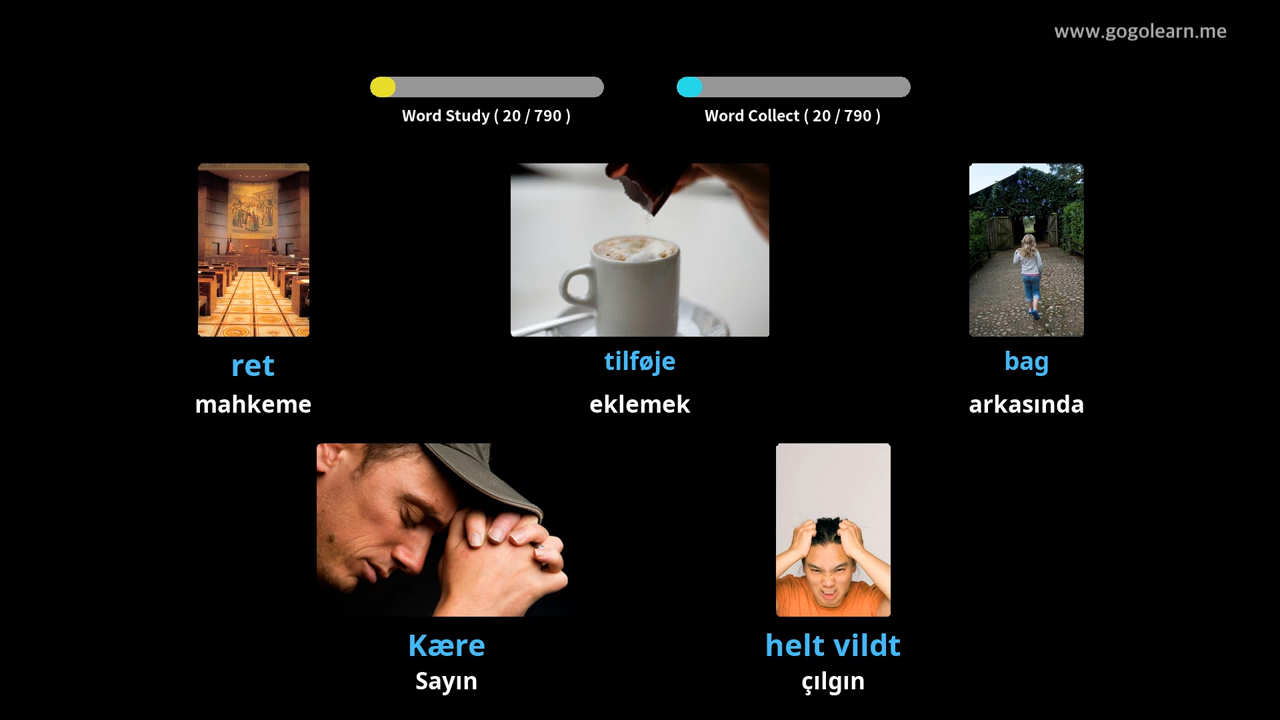 www.gogolearn.me
Word Study ( 20 / 790 )
Word Collect ( 20 / 790 )
ret
mahkeme
tilføje
eklemek
bag
arkasında
Kære
Sayın
helt vildt
çılgın